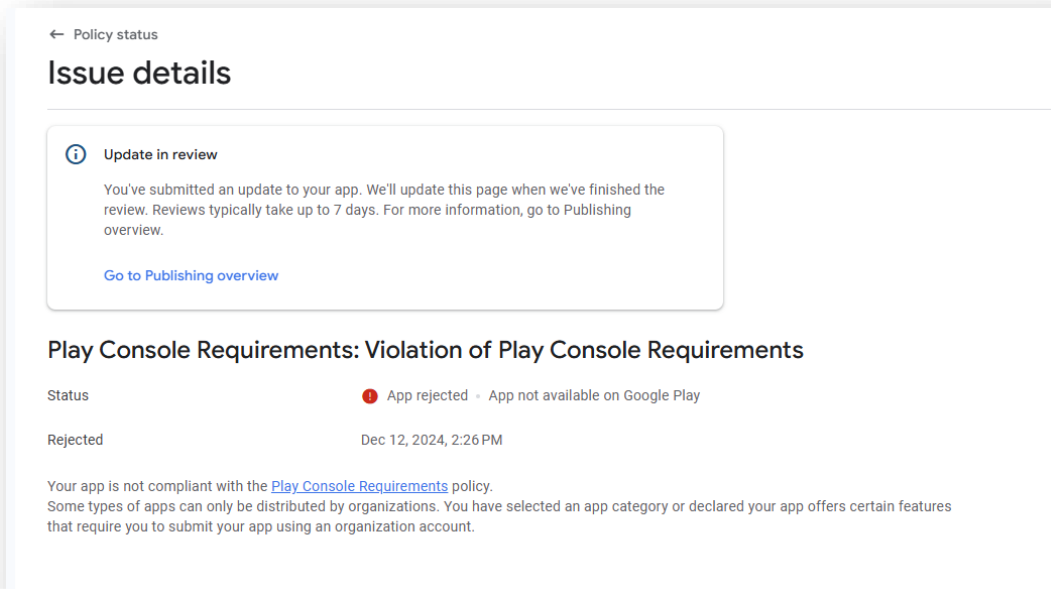 ← Policy status
Issue details
Update in review
You've submitted an update to your app. We'll update this page when we've finished the
review. Reviews typically take up to 7 days. For more information, go to Publishing
overview.
Go to Publishing overview
Play Console Requirements: Violation of Play Console Requirements
Status
App rejected • App not available on Google Play
Rejected
Dec 12, 2024, 2:26 PM
Your app is not compliant with the Play Console Requirements policy.
Some types of apps can only be distributed by organizations. You have selected an app category or declared your app offers certain features
that require you to submit your app using an organization account.